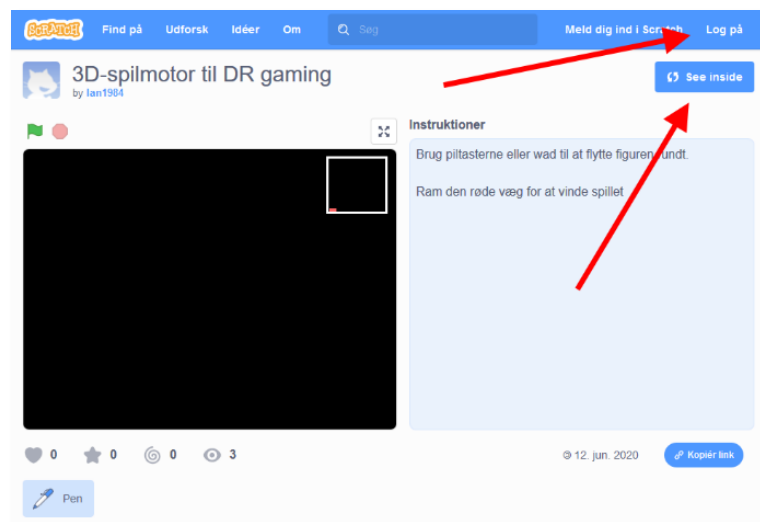 SCRATCH Find på Udforsk Idéer Om Søg Meld dig ind i Scratch Log på
3D-spilmotor til DR gaming
by Ian1984
See inside
Instruktioner
Brug piltasterne eller wad til at flytte figuren rundt.
Ram den røde væg for at vinde spillet
0 0 0 3
12. jun. 2020
Kopiér link
Pen